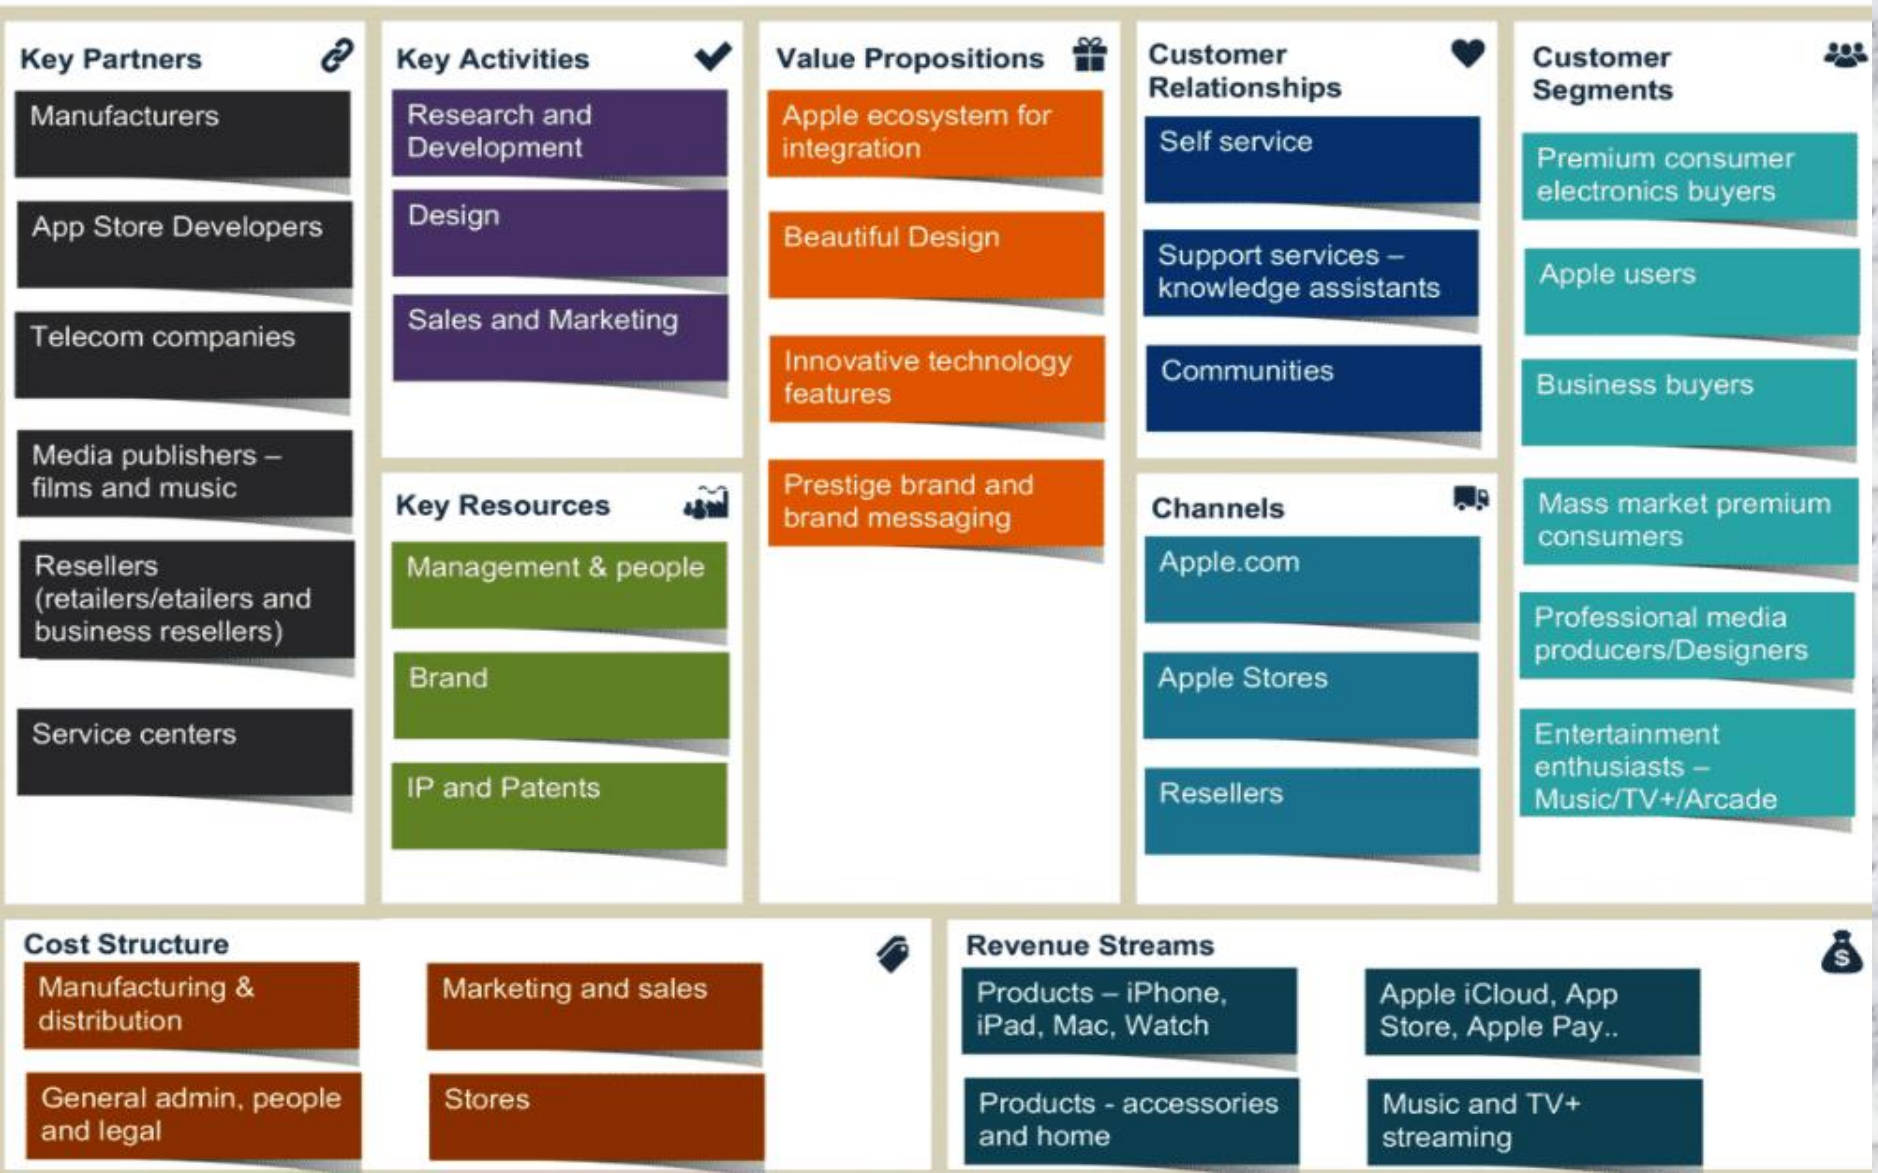 Key Partners
Manufacturers
App Store Developers
Telecom companies
Media publishers –
films and music
Resellers
(retailers/etailers and
business resellers)
Service centers
Key Activities
Research and
Development
Design
Sales and Marketing
Key Resources
Management & people
Brand
IP and Patents
Value Propositions
Apple ecosystem for
integration
Beautiful Design
Innovative technology
features
Prestige brand and
brand messaging
Customer
Relationships
Self service
Support services –
knowledge assistants
Communities
Channels
Apple.com
Apple Stores
Resellers
Customer
Segments
Premium consumer
electronics buyers
Apple users
Business buyers
Mass market premium
consumers
Professional media
producers/Designers
Entertainment
enthusiasts –
Music/TV+/Arcade
Cost Structure
Manufacturing &
distribution
Marketing and sales
General admin, people
and legal
Stores
Revenue Streams
$
Products – iPhone,
iPad, Mac, Watch
Apple iCloud, App
Store, Apple Pay..
Products - accessories
and home
Music and TV+
streaming